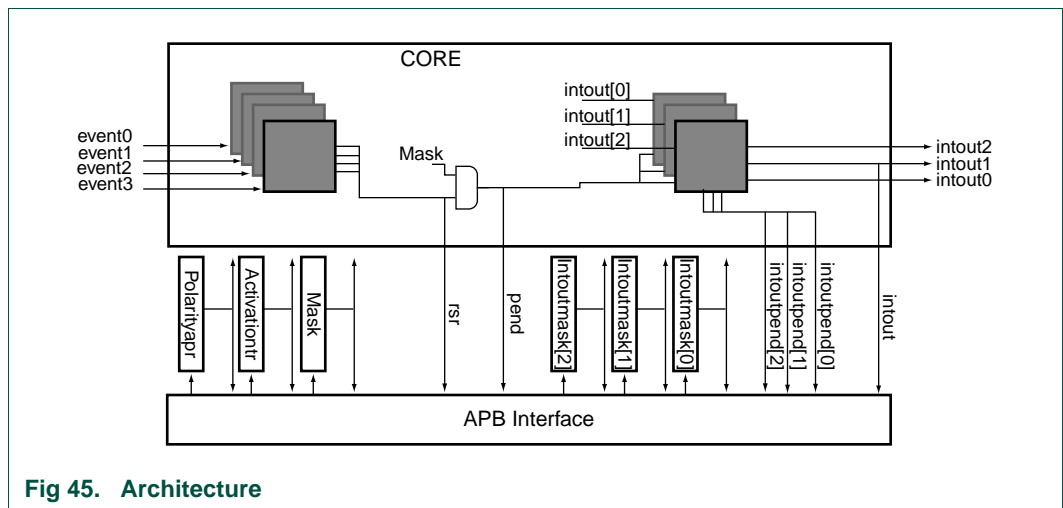 CORE
intout[0]
intout[1]
intout[2]
event0
event1
event2
event3
Mask
intout2
intout1
intout0
Polarityapr
Activationtr
Mask
rsr
pend
Intoutmask[2]
Intoutmask[1]
Intoutmask[0]
intoutpend[2]
intoutpend[1]
intoutpend[0]
intout
APB Interface
Fig 45. Architecture